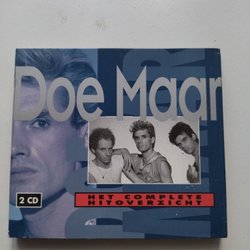 Doe Maar
HET COMPLETE
HITOVERZICHT
2 CD